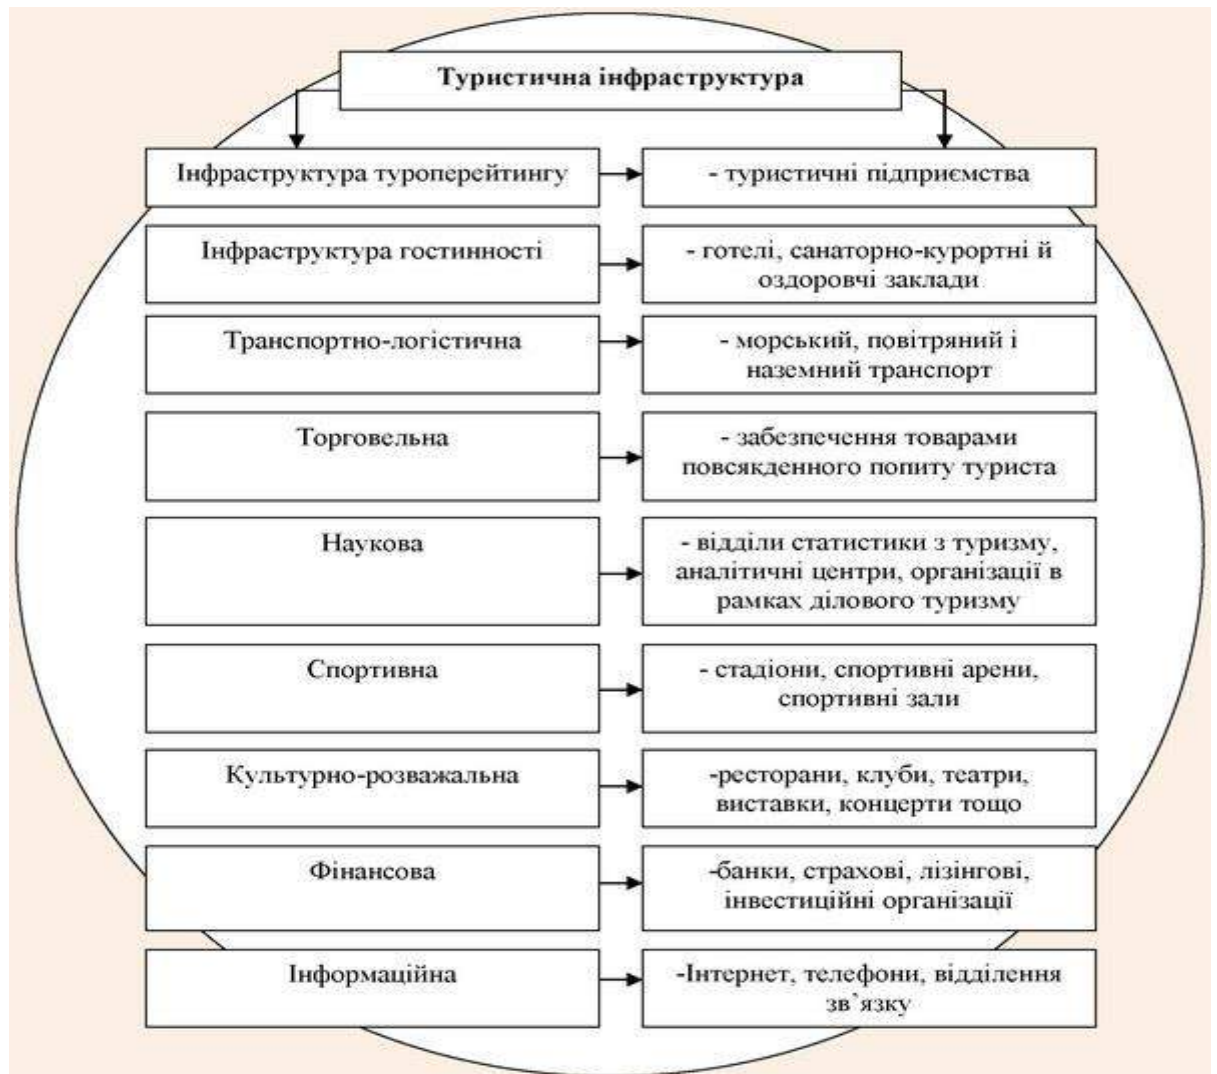 Туристична інфраструктура
Інфраструктура туроперейтингу
- туристичні підприємства
Інфраструктура гостинності
- готелі, санаторно-курортні й
оздоровчі заклади
Транспортно-логістична
- морський, повітряний і
наземний транспорт
Торговельна
- забезпечення товарами
повсякденного попиту туриста
Наукова
- відділи статистики з туризму,
аналітичні центри, організації в
рамках ділового туризму
Спортивна
- стадіони, спортивні арени,
спортивні зали
Культурно-розважальна
-ресторани, клуби, театри,
виставки, концерти тощо
Фінансова
-банки, страхові, лізінгові,
інвестиційні організації
Інформаційна
-Інтернет, телефони, відділення
зв`язку